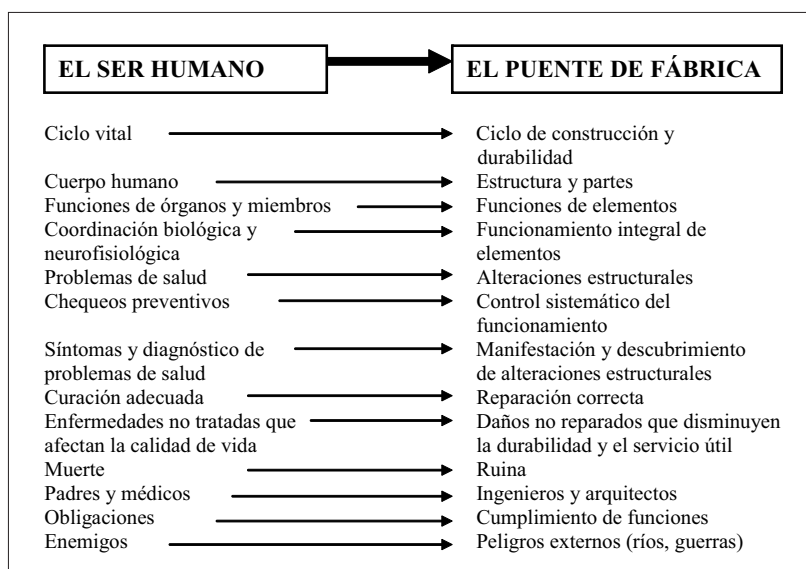 EL SER HUMANO
EL PUENTE DE FÁBRICA
Ciclo vital
Ciclo de construcción y
durabilidad
Cuerpo humano
Estructura y partes
Funciones de órganos y miembros
Funciones de elementos
Coordinación biológica y
neurofisiológica
Funcionamiento integral de
elementos
Problemas de salud
Alteraciones estructurales
Chequeos preventivos
Control sistemático del
funcionamiento
Síntomas y diagnóstico de
problemas de salud
Manifestación y descubrimiento
de alteraciones estructurales
Curación adecuada
Reparación correcta
Enfermedades no tratadas que
afectan la calidad de vida
Daños no reparados que disminuyen
la durabilidad y el servicio útil
Muerte
Ruina
Padres y médicos
Ingenieros y arquitectos
Obligaciones
Cumplimiento de funciones
Enemigos
Peligros externos (ríos, guerras)